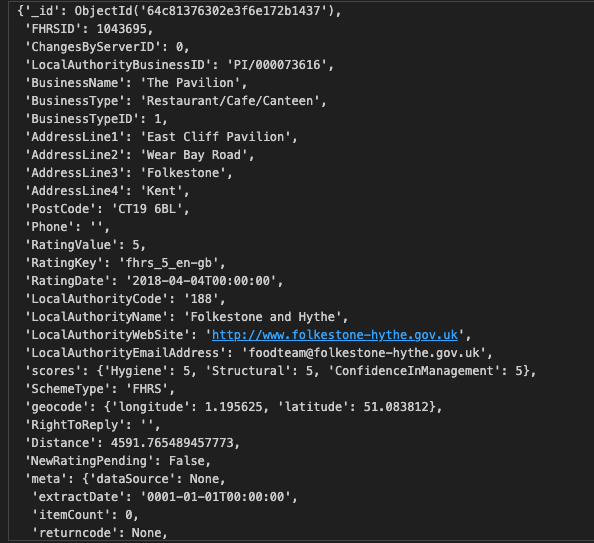 {'_id': ObjectId('64c81376302e3f6e172b1437'),
'FHRSID': 1043695,
'ChangesByServerID': 0,
'LocalAuthorityBusinessID': 'PI/000073616',
'BusinessName': 'The Pavilion',
'BusinessType': 'Restaurant/Cafe/Canteen',
'BusinessTypeID': 1,
'AddressLine1': 'East Cliff Pavilion',
'AddressLine2': 'Wear Bay Road',
'AddressLine3': 'Folkestone',
'AddressLine4': 'Kent',
'PostCode': 'CT19 6BL',
'Phone': '',
'RatingValue': 5,
'RatingKey': 'fhrs_5_en-gb',
'RatingDate': '2018-04-04T00:00:00',
'LocalAuthorityCode': '188',
'LocalAuthorityName': 'Folkestone and Hythe',
'LocalAuthorityWebSite': 'http://www.folkestone-hythe.gov.uk',
'LocalAuthorityEmailAddress': 'foodteam@folkestone-hythe.gov.uk',
'scores': {'Hygiene': 5, 'Structural': 5, 'ConfidenceInManagement': 5},
'SchemeType': 'FHRS',
'geocode': {'longitude': 1.195625, 'latitude': 51.083812},
'RightToReply': '',
'Distance': 4591.765489457773,
'NewRatingPending': False,
'meta': {'dataSource': None,
'extractDate': '0001-01-01T00:00:00',
'itemCount': 0,
'returncode': None,